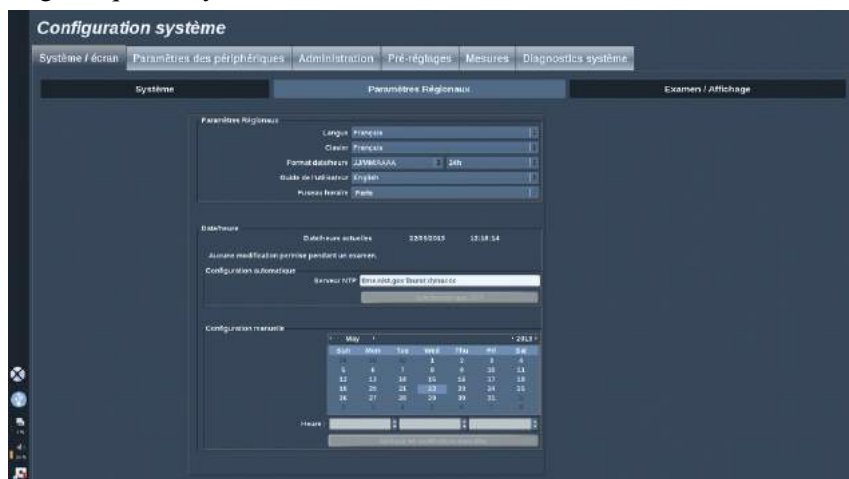 Configuration système
Système / écran Paramètres des périphériques Administration Pré-réglages Mesures Diagnostics système
Système Paramètres Régionaux Examen / Affichage
Paramètres Régionaux
Langue Français
Clavier Français
Format date/heure JJ/MM/AAAA 24h
Guide de l'utilisateur English
Fuseau horaire Paris
Date/heure
Date/heure actuelles 22/05/2013
Aucune modification permise pendant un examen.
Configuration automatique
Serveur NTP
Configuration manuelle
May 2013
Sun Mon Tue Wed Thu Fri Sat
1 2 3 4
5 6 7 8 9 10 11
12 13 14 15 16 17 18
19 20 21 22 23 24 25
26 27 28 29 30 31
Heure :